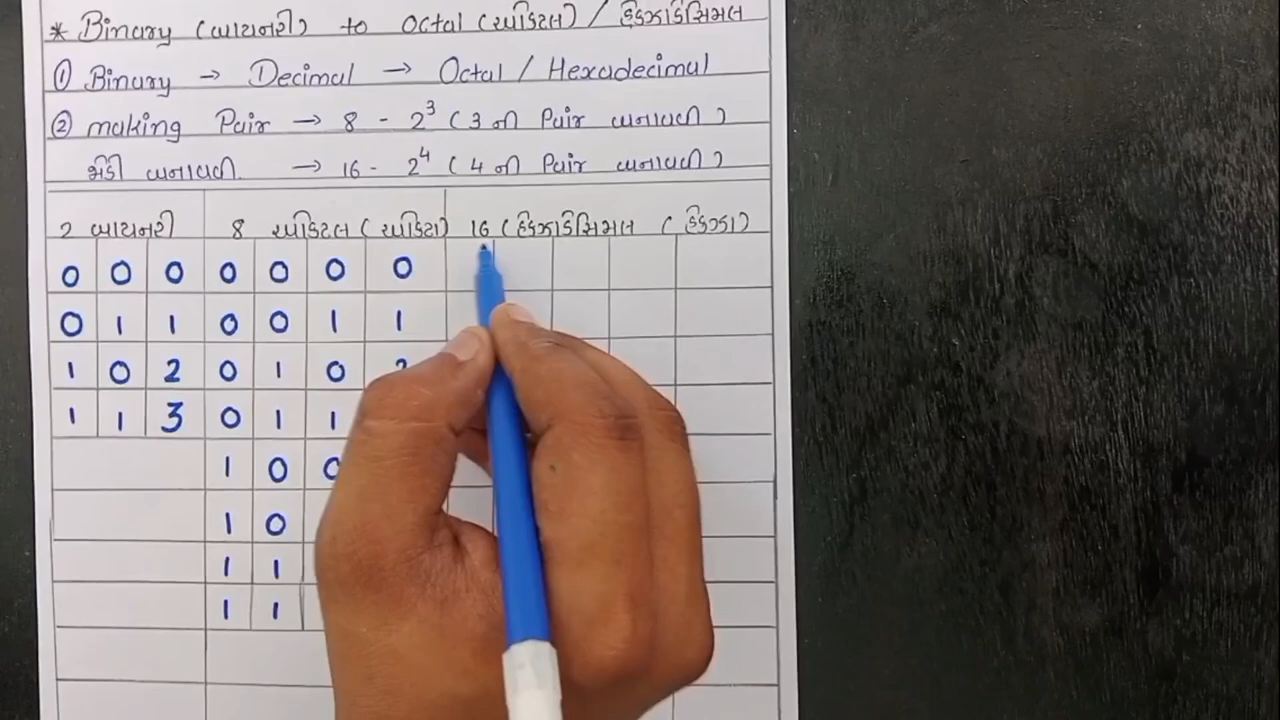 * Binary (બાયનરી) to Octal (ઓક્ટિલ) / હેક્ઝાડેસિમલ
① Binary → Decimal → Octal / Hexadecimal
② making Pair → 8 - 2³ ( 3 ની Pair બનાવવી )
જોડી બનાવવી. → 16 - 2⁴ ( 4 ની Pair બનાવવી )
2 બાયનરી 8 ઓક્ટિલ ( ઓક્ટિ) 16 (હેક્ઝાડેસિમલ ( હેક્ઝા)
0 0 0 0 0 0 0
0 1 1 0 0 1 1
1 0 2 0 1 0 2
1 1 3 0 1 1
1 0 0
1 0
1 1
1 1